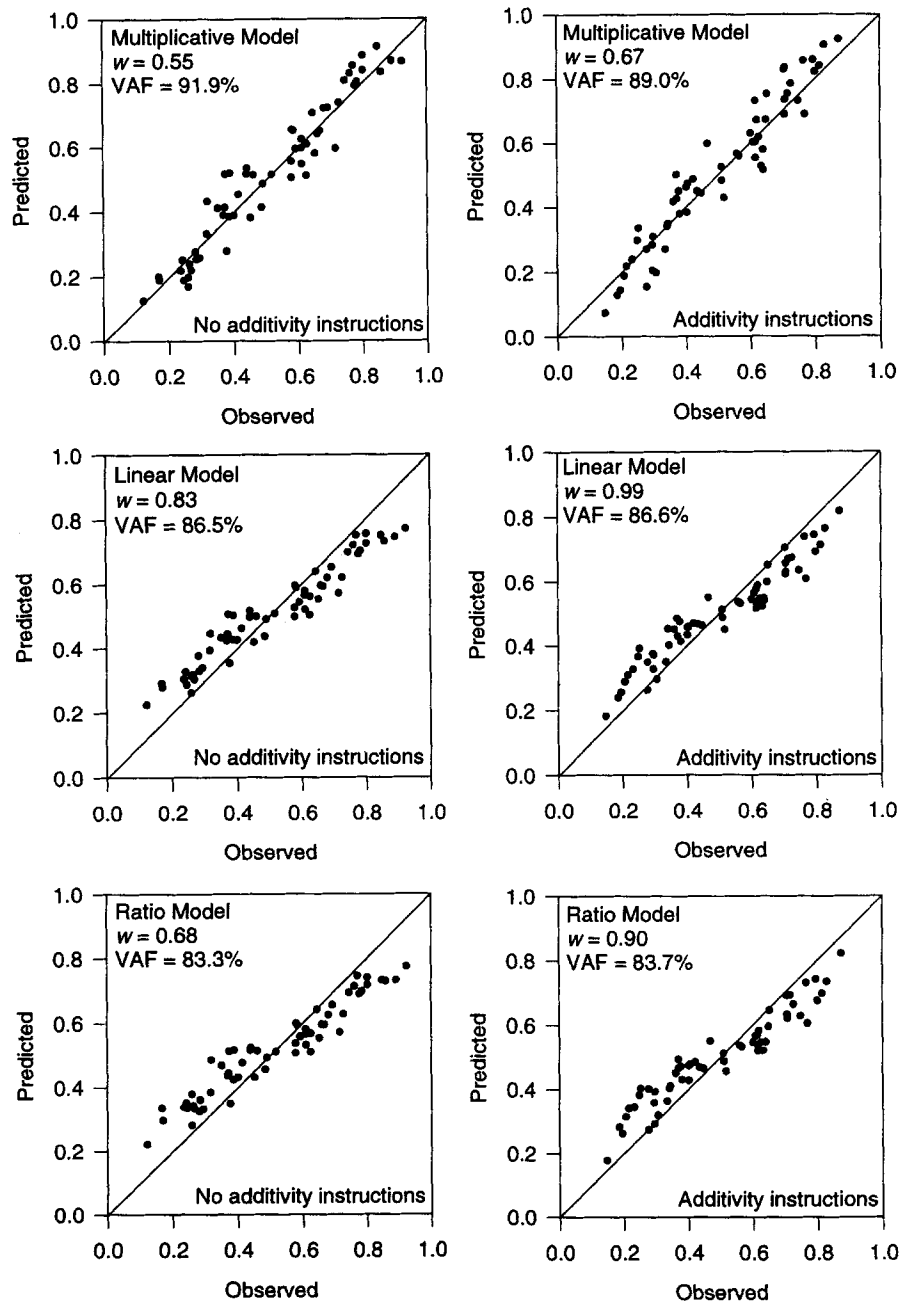 Multiplicative Model
w = 0.55
VAF = 91.9%
No additivity instructions
Predicted
1.0
0.8
0.6
0.4
0.2
0.0
0.0 0.2 0.4 0.6 0.8 1.0
Observed
Multiplicative Model
w = 0.67
VAF = 89.0%
Additivity instructions
Predicted
1.0
0.8
0.6
0.4
0.2
0.0
0.0 0.2 0.4 0.6 0.8 1.0
Observed
Linear Model
w = 0.83
VAF = 86.5%
No additivity instructions
Predicted
1.0
0.8
0.6
0.4
0.2
0.0
0.0 0.2 0.4 0.6 0.8 1.0
Observed
Linear Model
w = 0.99
VAF = 86.6%
Additivity instructions
Predicted
1.0
0.8
0.6
0.4
0.2
0.0
0.0 0.2 0.4 0.6 0.8 1.0
Observed
Ratio Model
w = 0.68
VAF = 83.3%
No additivity instructions
Predicted
1.0
0.8
0.6
0.4
0.2
0.0
0.0 0.2 0.4 0.6 0.8 1.0
Observed
Ratio Model
w = 0.90
VAF = 83.7%
Additivity instructions
Predicted
1.0
0.8
0.6
0.4
0.2
0.0
0.0 0.2 0.4 0.6 0.8 1.0
Observed